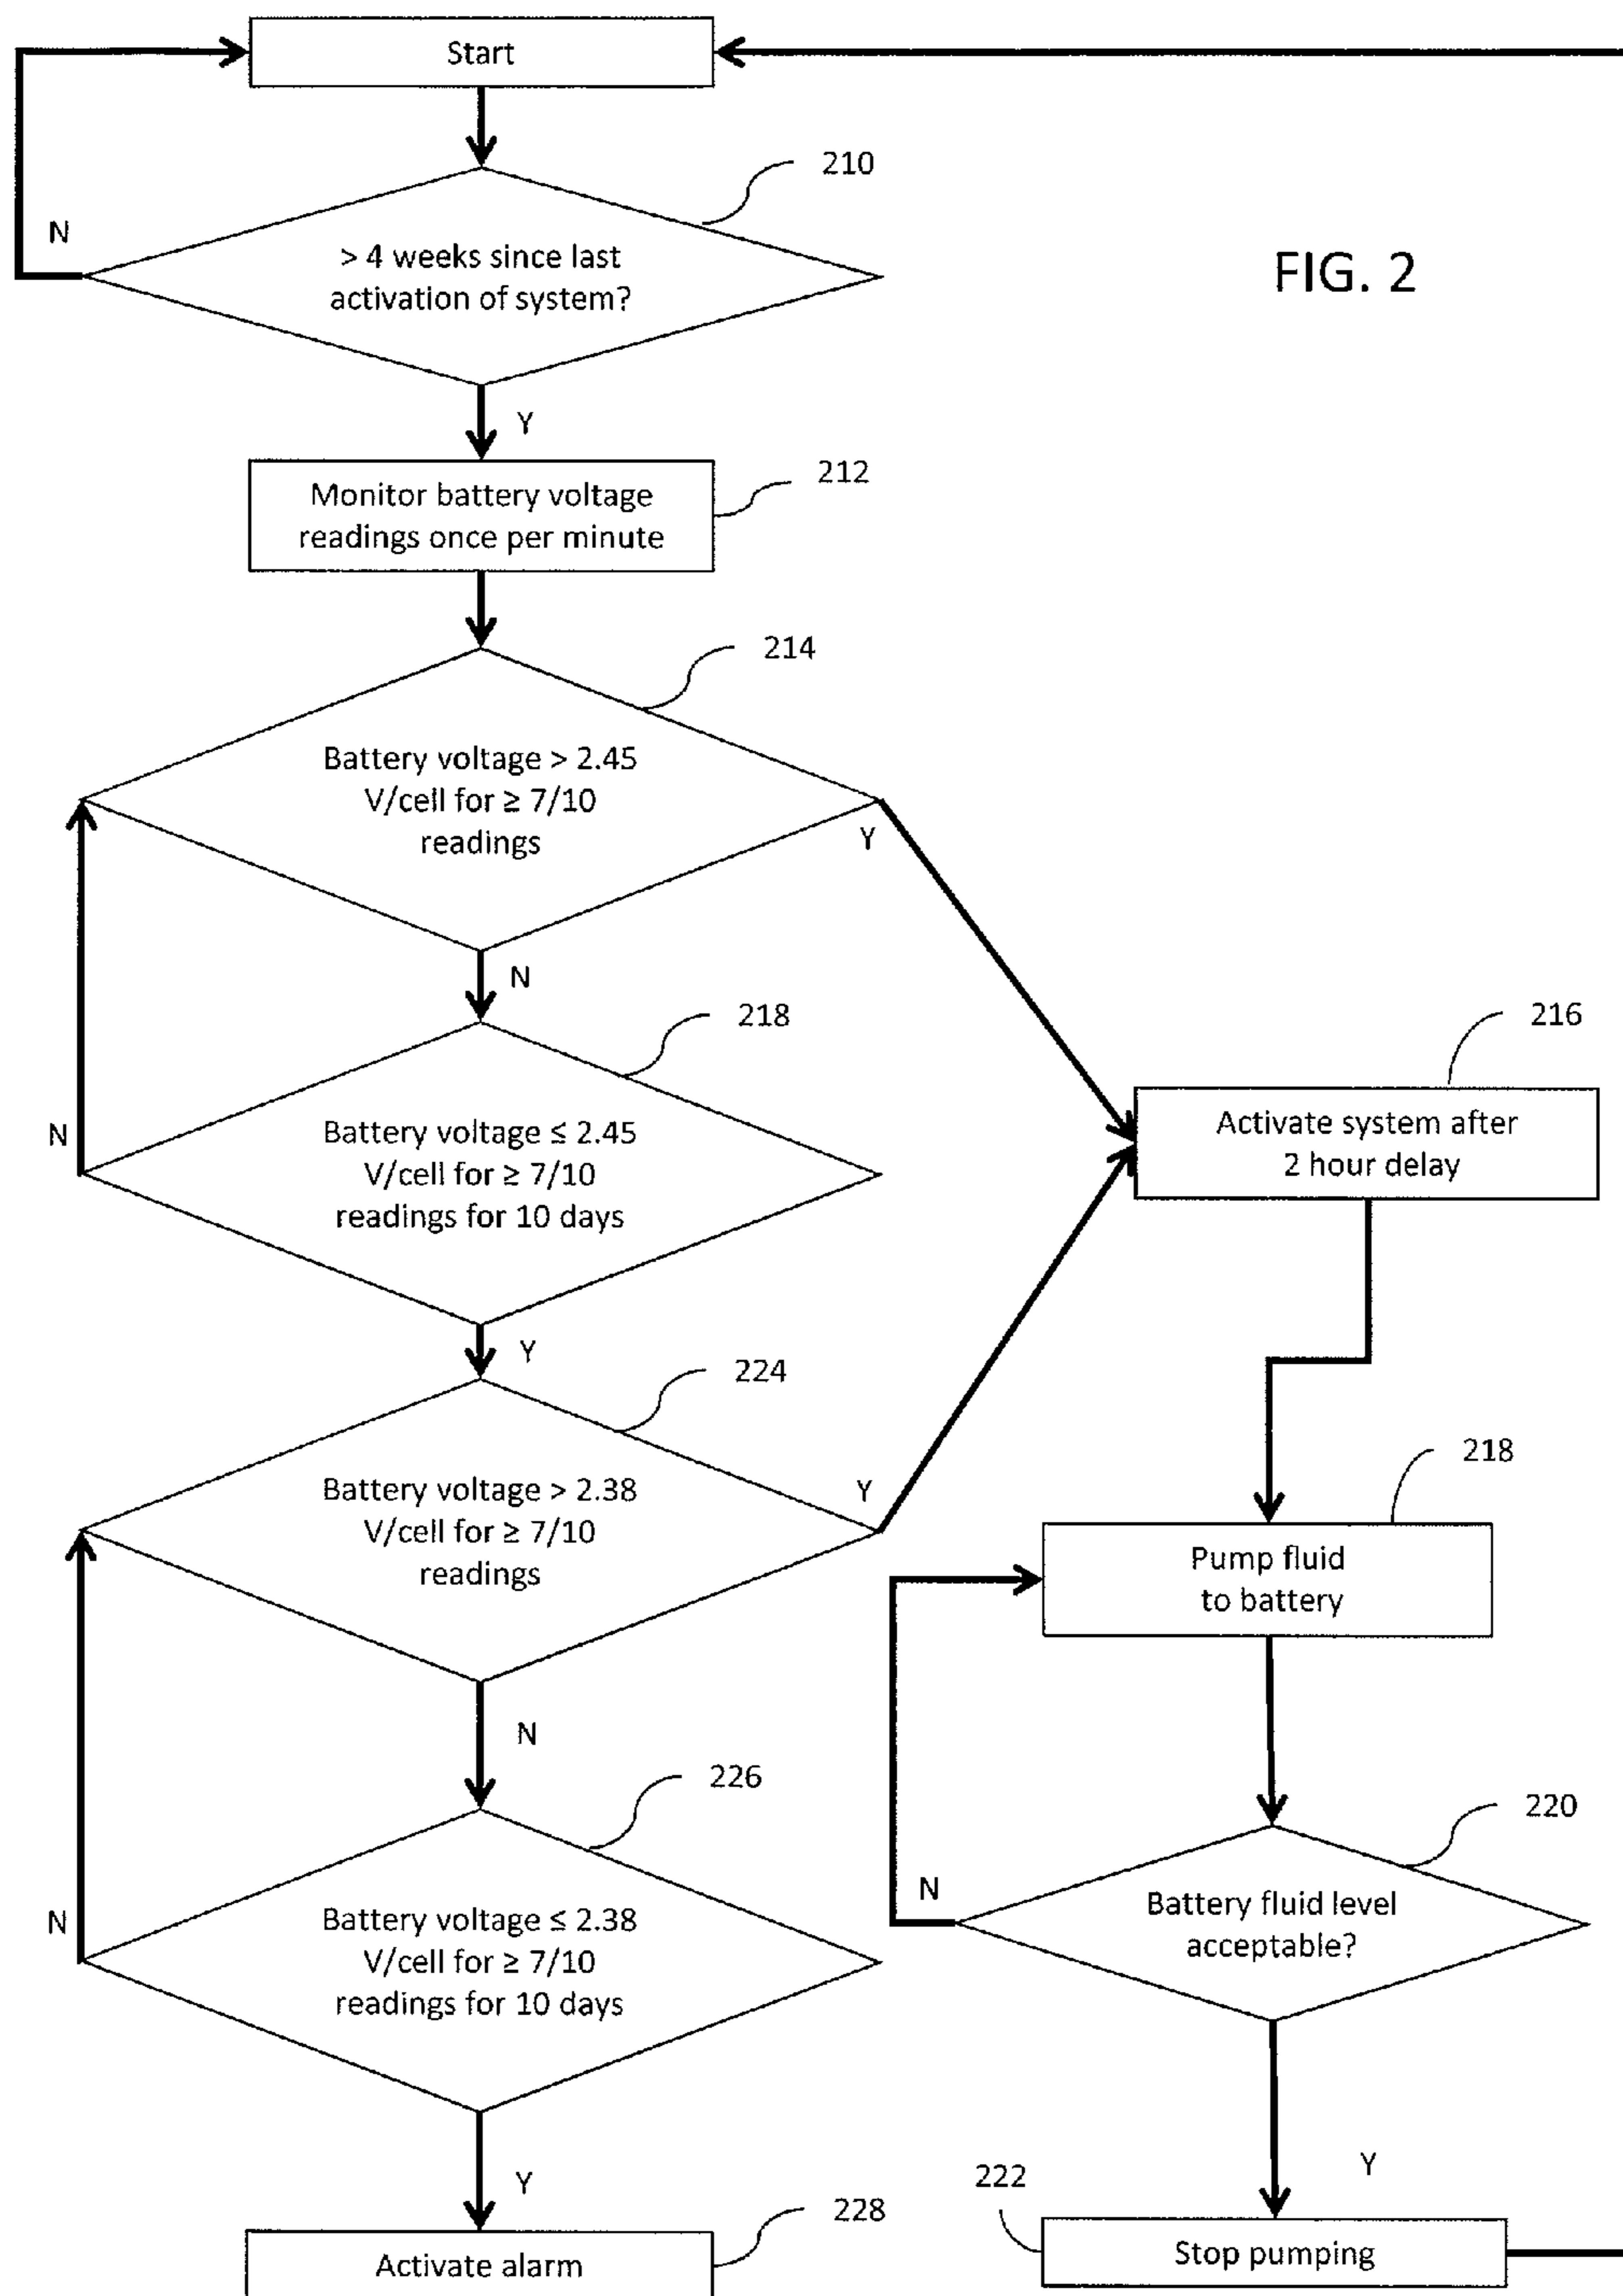 Start
210
N
> 4 weeks since last
activation of system?
FIG. 2
Y
212
Monitor battery voltage
readings once per minute
214
Battery voltage > 2.45
V/cell for ≥ 7/10
readings
Y
N
218
216
Battery voltage ≤ 2.45
V/cell for ≥ 7/10
readings for 10 days
N
Activate system after
2 hour delay
Y
224
Battery voltage > 2.38
V/cell for ≥ 7/10
readings
Y
218
Pump fluid
to battery
N
226
220
Battery voltage ≤ 2.38
V/cell for ≥ 7/10
readings for 10 days
N
N
Battery fluid level
acceptable?
Y
Y
228
222
Activate alarm
Stop pumping